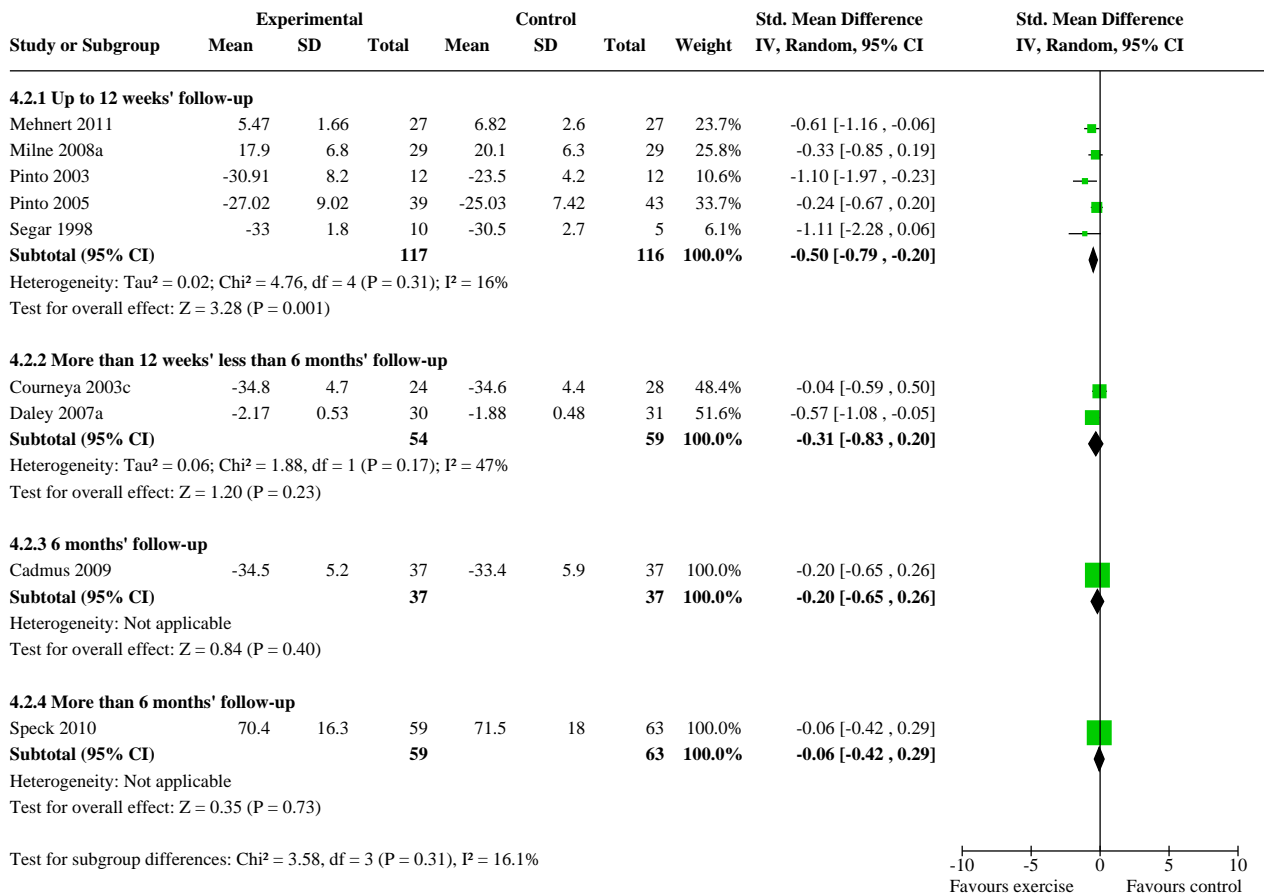 Experimental Control Std. Mean Difference Std. Mean Difference
Study or Subgroup Mean SD Total Mean SD Total Weight IV, Random, 95% CI IV, Random, 95% CI
4.2.1 Up to 12 weeks' follow-up
Mehnert 2011 5.47 1.66 27 6.82 2.6 27 23.7% -0.61 [-1.16 , -0.06]
Milne 2008a 17.9 6.8 29 20.1 6.3 29 25.8% -0.33 [-0.85 , 0.19]
Pinto 2003 -30.91 8.2 12 -23.5 4.2 12 10.6% -1.10 [-1.97 , -0.23]
Pinto 2005 -27.02 9.02 39 -25.03 7.42 43 33.7% -0.24 [-0.67 , 0.20]
Segar 1998 -33 1.8 10 -30.5 2.7 5 6.1% -1.11 [-2.28 , 0.06]
Subtotal (95% CI) 117 116 100.0% -0.50 [-0.79 , -0.20]
Heterogeneity: Tau² = 0.02; Chi² = 4.76, df = 4 (P = 0.31); I² = 16%
Test for overall effect: Z = 3.28 (P = 0.001)
4.2.2 More than 12 weeks' less than 6 months' follow-up
Courneya 2003c -34.8 4.7 24 -34.6 4.4 28 48.4% -0.04 [-0.59 , 0.50]
Daley 2007a -2.17 0.53 30 -1.88 0.48 31 51.6% -0.57 [-1.08 , -0.05]
Subtotal (95% CI) 54 59 100.0% -0.31 [-0.83 , 0.20]
Heterogeneity: Tau² = 0.06; Chi² = 1.88, df = 1 (P = 0.17); I² = 47%
Test for overall effect: Z = 1.20 (P = 0.23)
4.2.3 6 months' follow-up
Cadmus 2009 -34.5 5.2 37 -33.4 5.9 37 100.0% -0.20 [-0.65 , 0.26]
Subtotal (95% CI) 37 37 100.0% -0.20 [-0.65 , 0.26]
Heterogeneity: Not applicable
Test for overall effect: Z = 0.84 (P = 0.40)
4.2.4 More than 6 months' follow-up
Speck 2010 70.4 16.3 59 71.5 18 63 100.0% -0.06 [-0.42 , 0.29]
Subtotal (95% CI) 59 63 100.0% -0.06 [-0.42 , 0.29]
Heterogeneity: Not applicable
Test for overall effect: Z = 0.35 (P = 0.73)
Test for subgroup differences: Chi² = 3.58, df = 3 (P = 0.31), I² = 16.1%
-10 -5 0 5 10
Favours exercise Favours control